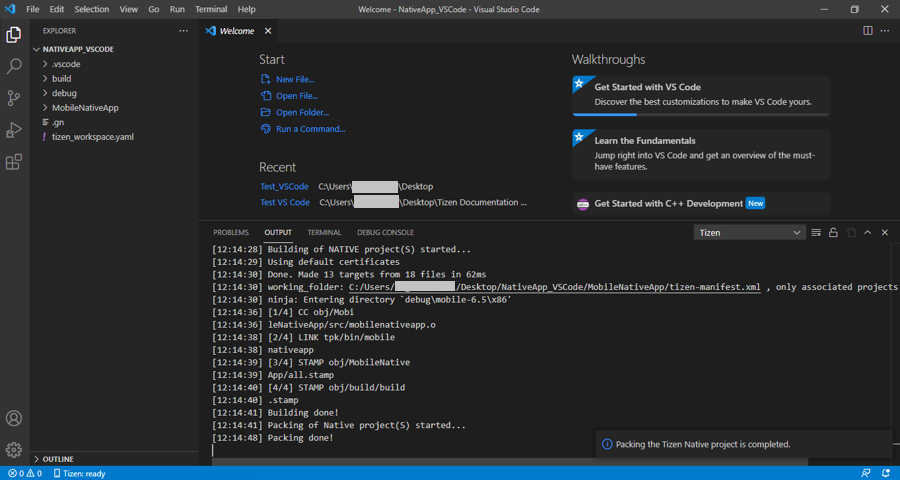 File Edit Selection View Go Run Terminal Help
Welcome - NativeApp_VSCode - Visual Studio Code
EXPLORER
NATIVEAPP_VSCODE
.vscode
build
debug
MobileNativeApp
.gn
tizen_workspace.yaml
OUTLINE
Welcome
Start
New File...
Open File...
Open Folder...
Run a Command...
Recent
Test_VSCode C:\Users\ \Desktop
Test VS Code C:\Users\ \Desktop\Tizen Documentation ...
Walkthroughs
Get Started with VS Code
Discover the best customizations to make VS Code yours.
Learn the Fundamentals
Jump right into VS Code and get an overview of the must-
have features.
Get Started with C++ Development New
PROBLEMS OUTPUT TERMINAL DEBUG CONSOLE
Tizen
[12:14:28] Building of NATIVE project(S) started...
[12:14:29] Using default certificates
[12:14:30] Done. Made 13 targets from 18 files in 62ms
[12:14:30] working_folder: C:/Users/ /Desktop/NativeApp_VSCode/MobileNativeApp/tizen-manifest.xml , only associated projects
[12:14:30] ninja: Entering directory `debug\mobile-6.5\x86'
[12:14:36] [1/4] CC obj/Mobi
[12:14:36] leNativeApp/src/mobilenativeapp.o
[12:14:38] [2/4] LINK tpk/bin/mobile
[12:14:38] nativeapp
[12:14:39] [3/4] STAMP obj/MobileNative
[12:14:39] App/all.stamp
[12:14:40] [4/4] STAMP obj/build/build
[12:14:40] .stamp
[12:14:41] Building done!
[12:14:41] Packing of Native project(S) started...
[12:14:48] Packing done!
Packing the Tizen Native project is completed.
0 0 Tizen: ready